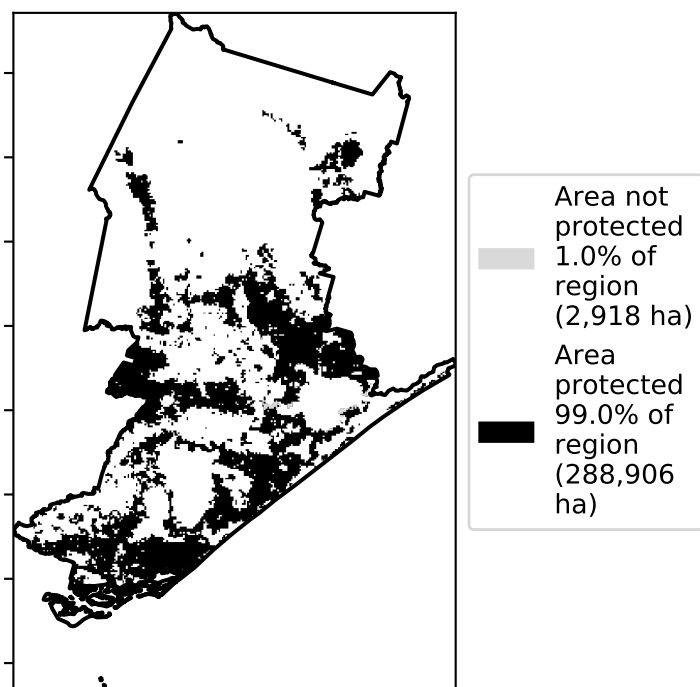 Area not
protected
1.0% of
region
(2,918 ha)
Area
protected
99.0% of
region
(288,906
ha)